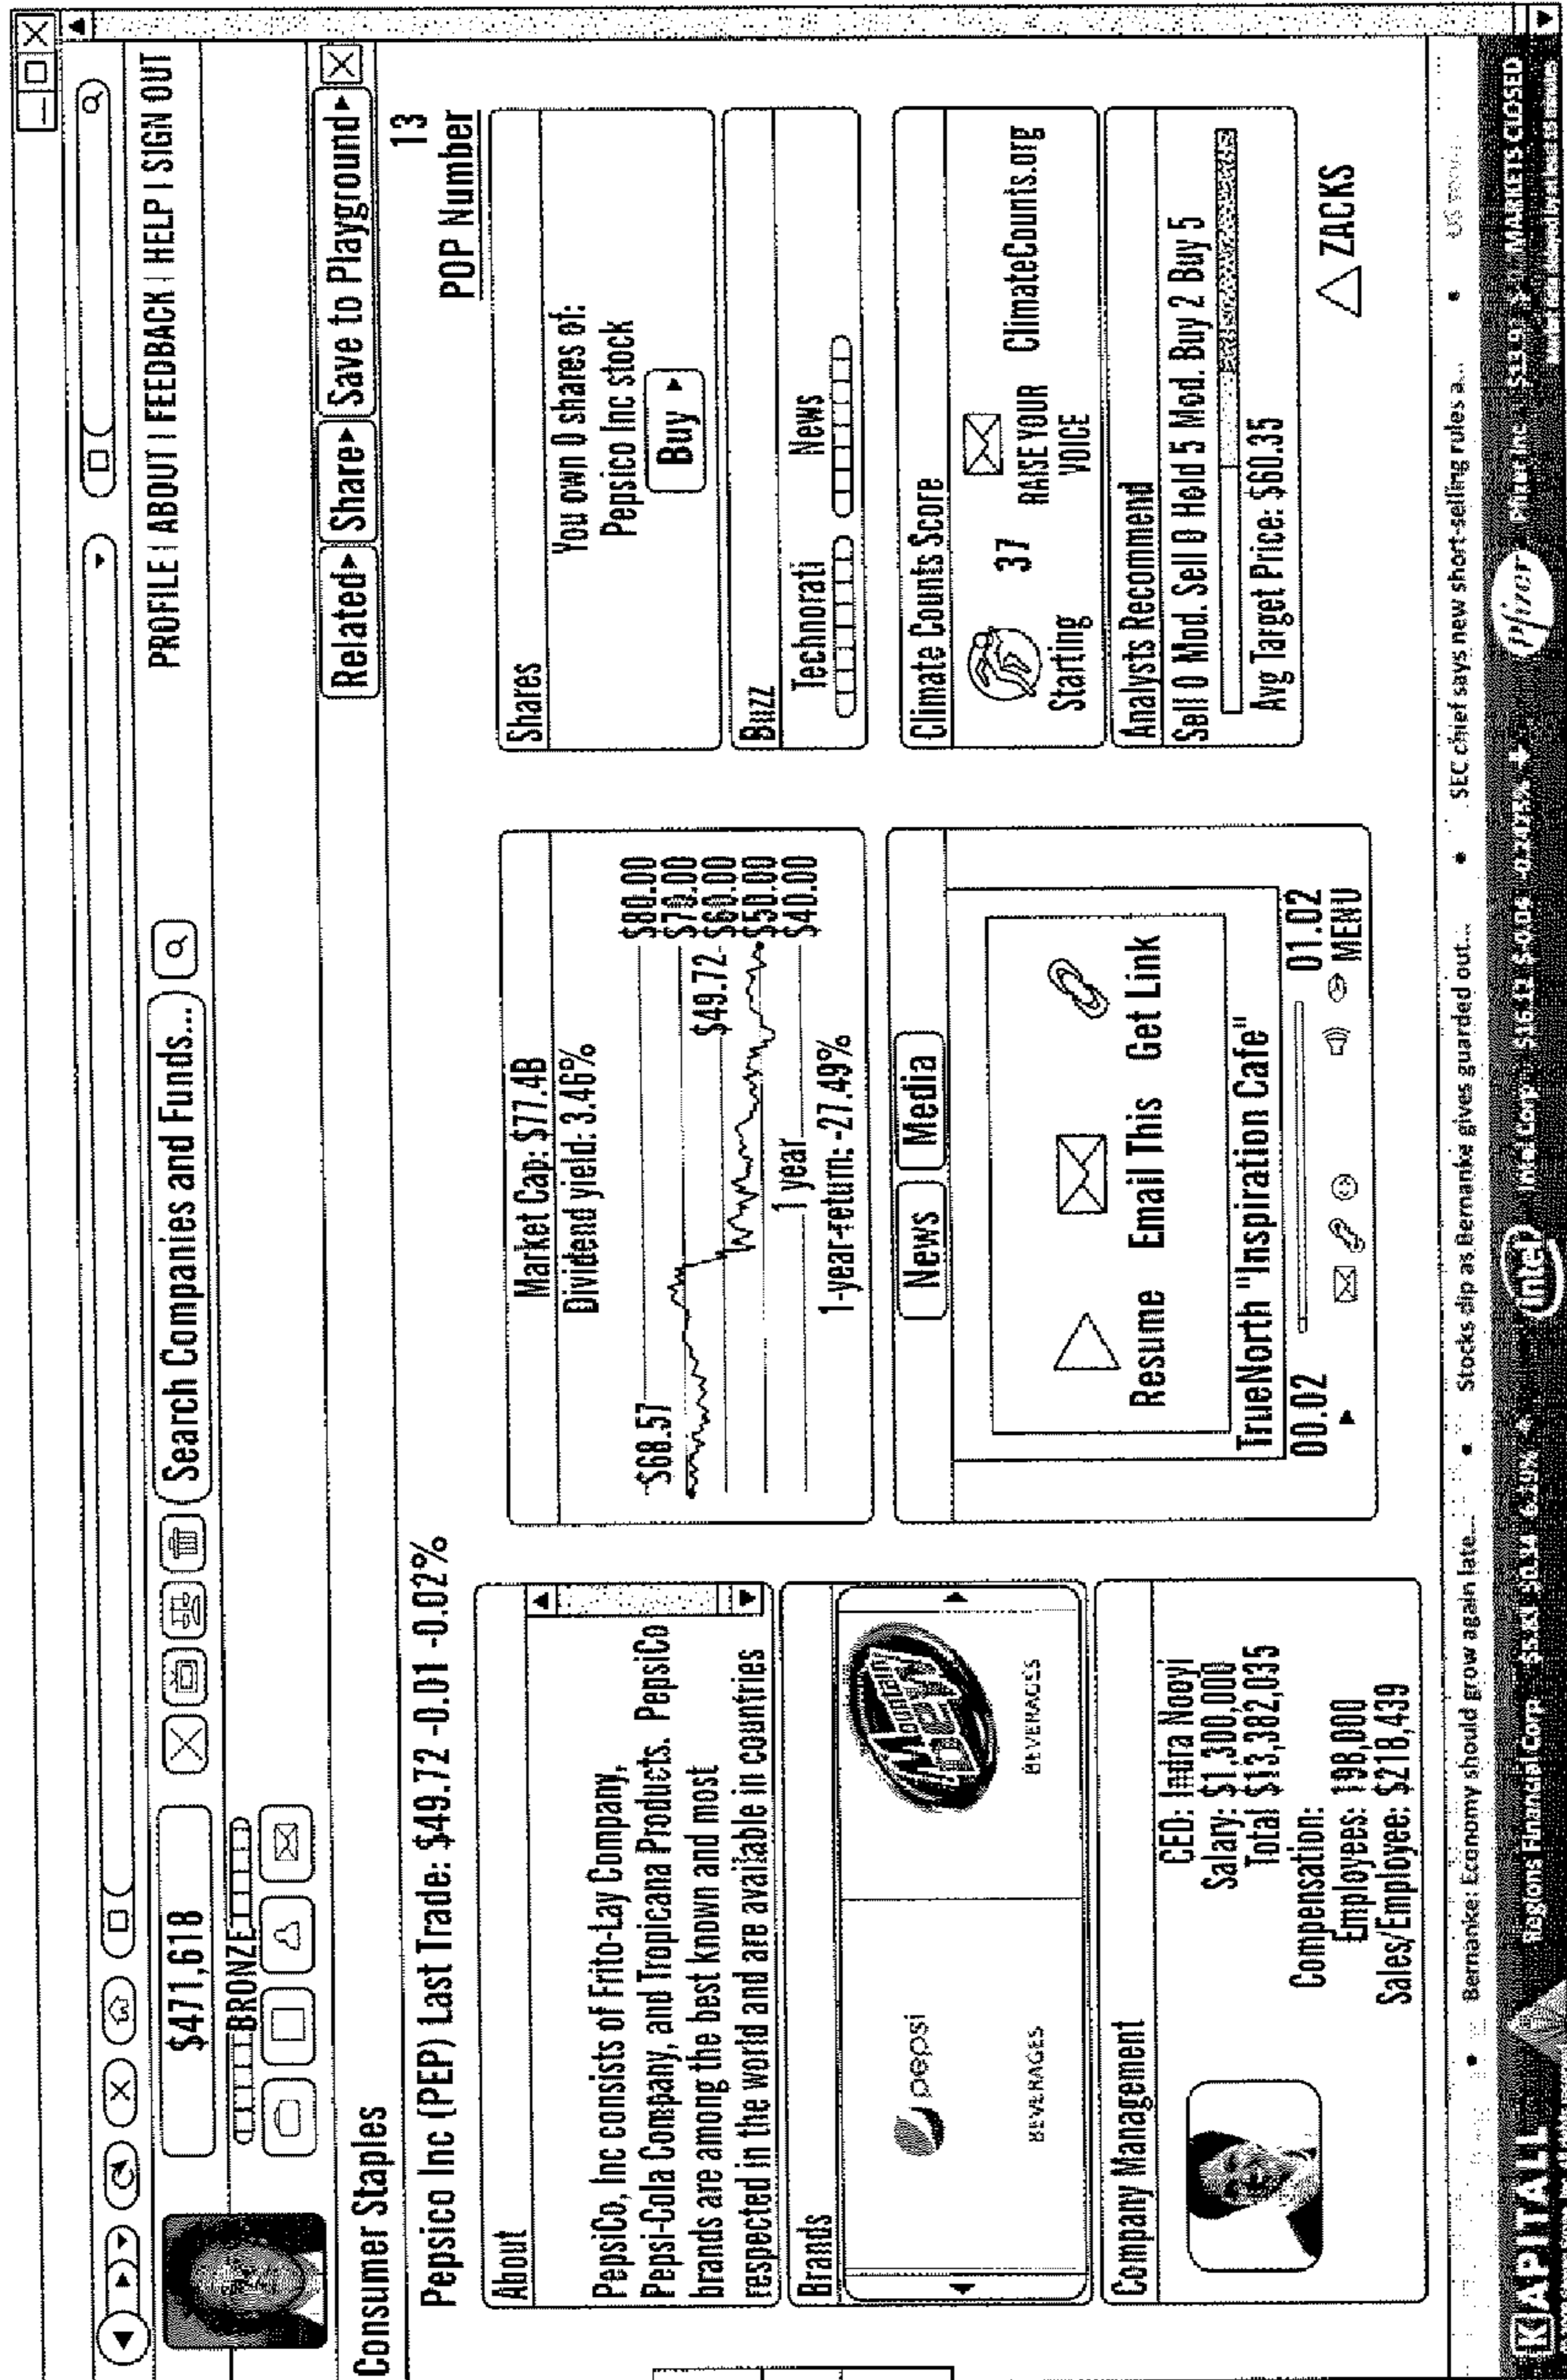 PROFILE | ABOUT | FEEDBACK | HELP | SIGN OUT
$471,618
Search Companies and Funds...
BRONZE
Consumer Staples
Related
Share
Save to Playground
Pepsico Inc (PEP) Last Trade: $49.72 -0.01 -0.02%
13
POP Number
About
PepsiCo, Inc consists of Frito-Lay Company,
Pepsi-Cola Company, and Tropicana Products. PepsiCo
brands are among the best known and most
respected in the world and are available in countries
Brands
pepsi
BEVERAGES
Mountain
Dew
BEVERAGES
Company Management
CEO: Indra Nooyi
Salary: $1,300,000
Total $13,382,035
Compensation:
Employees: 198,000
Sales/Employee: $218,439
Market Cap: $77.4B
Dividend yield: 3.46%
$68.57
$80.00
$70.00
$49.72
$60.00
$50.00
$40.00
1 year
1-year-return: -27.49%
News
Media
Resume
Email This
Get Link
TrueNorth "Inspiration Cafe"
00.02
01.02
MENU
Shares
You own 0 shares of:
Pepsico Inc stock
Buy
Buzz
Technorati
News
Climate Counts Score
37
Starting
RAISE YOUR
VOICE
ClimateCounts.org
Analysts Recommend
Sell 0 Mod. Sell 0 Hold 5 Mod. Buy 2 Buy 5
Avg Target Price: $60.35
ZACKS
Bernanke: Economy should grow again late...
Stocks dip as Bernanke gives guarded out...
SEC chief says new short-selling rules a...
KAPITALL
Regions Financial Corp
intel
Intel Corp
Pfizer
Pfizer Inc
MARKETS CLOSED